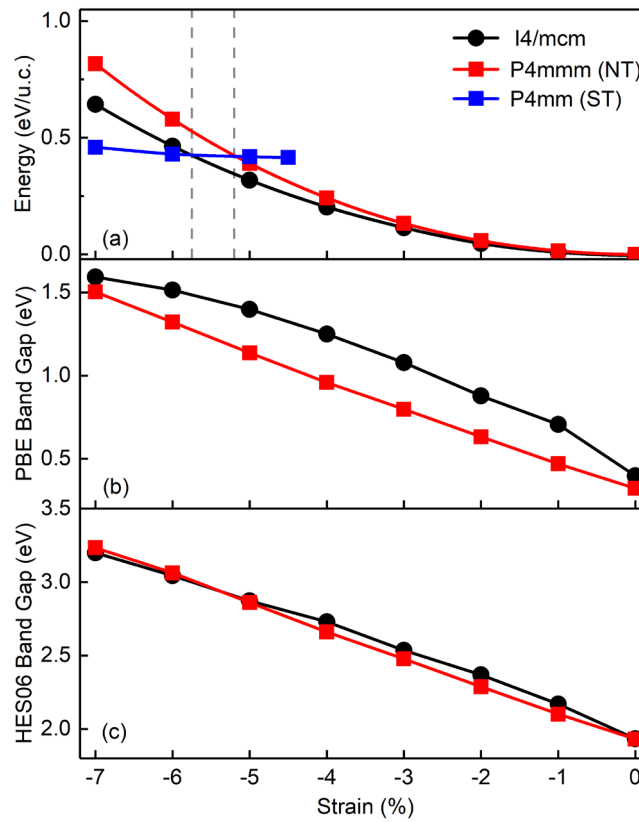 1.0
0.5
0.0
Energy (eV/u.c.)
I4/mcm
P4mmm (NT)
P4mm (ST)
(a)
1.5
1.0
0.5
PBE Band Gap (eV)
(b)
3.5
3.0
2.5
2.0
HES06 Band Gap (eV)
(c)
-7 -6 -5 -4 -3 -2 -1 0
Strain (%)